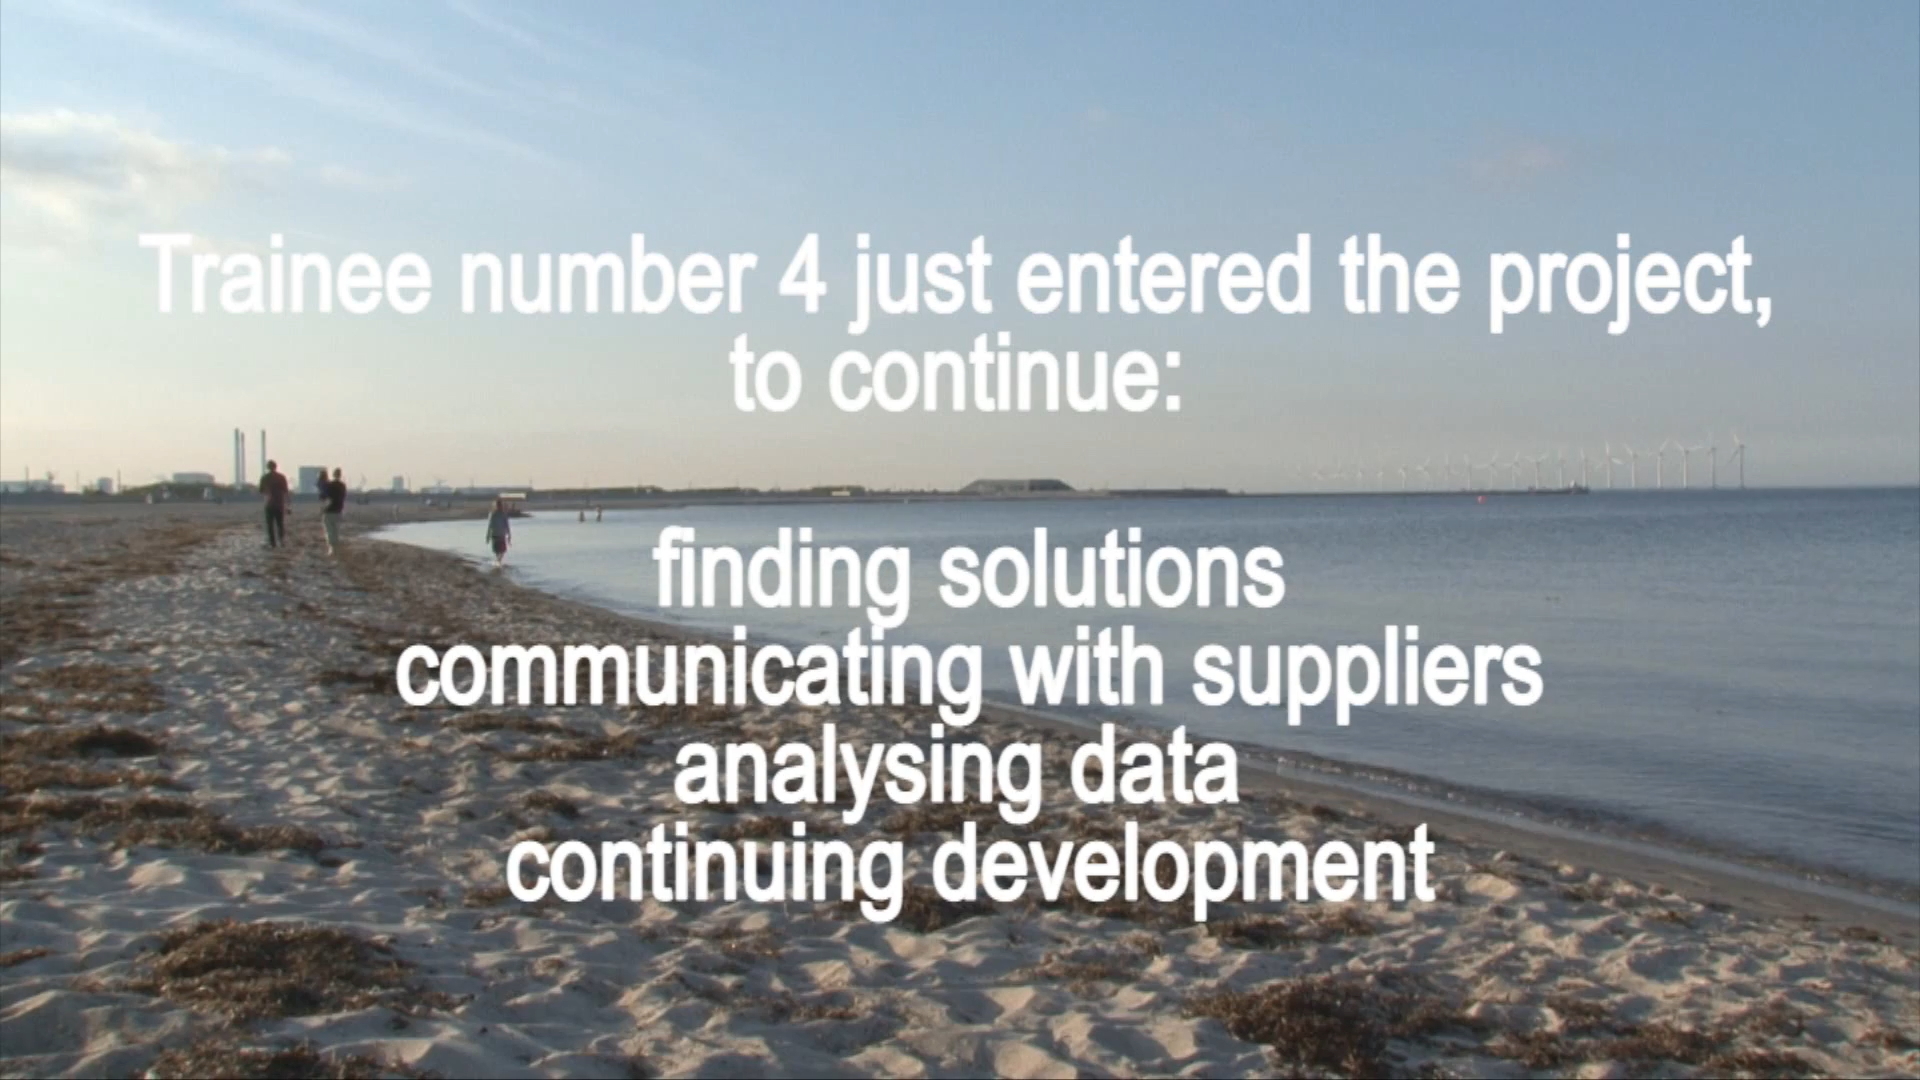 Trainee number 4 just entered the project,
to continue:
finding solutions
communicating with suppliers
analysing data
continuing development